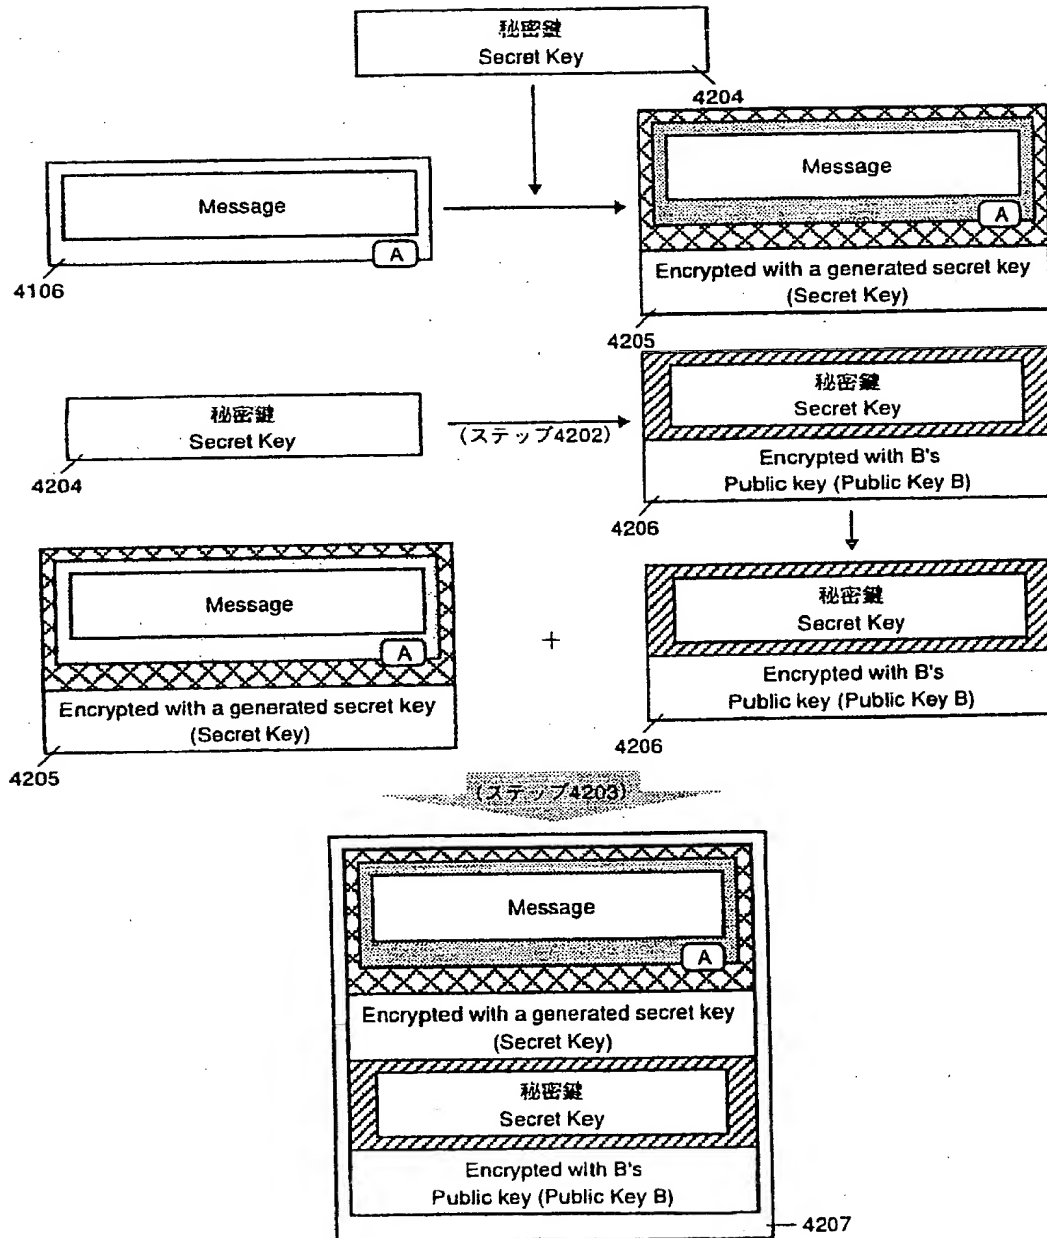 秘密鍵
Secret Key
4204
Message
A
4106
Message
A
Encrypted with a generated secret key
(Secret Key)
4205
秘密鍵
Secret Key
4204
(ステップ4202)
秘密鍵
Secret Key
Encrypted with B's
Public key (Public Key B)
4206
Message
A
Encrypted with a generated secret key
(Secret Key)
4205
+
秘密鍵
Secret Key
Encrypted with B's
Public key (Public Key B)
4206
(ステップ4203)
Message
A
Encrypted with a generated secret key
(Secret Key)
秘密鍵
Secret Key
Encrypted with B's
Public key (Public Key B)
4207